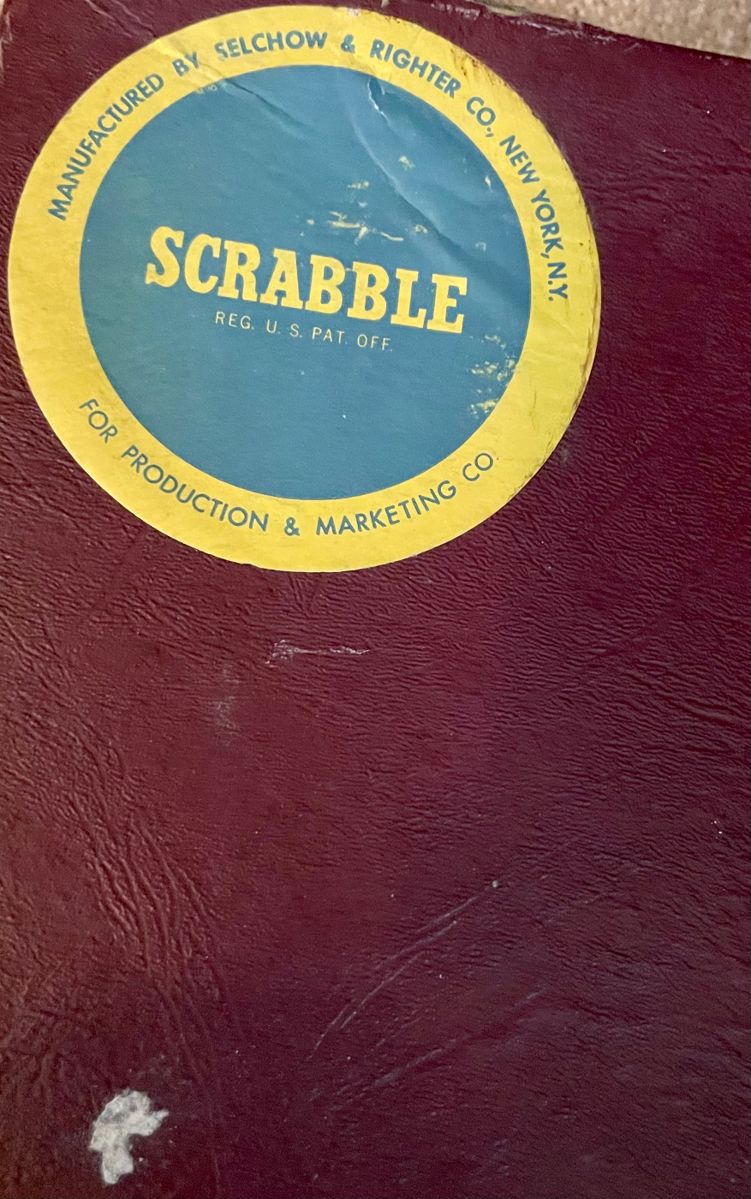 MANUFACTURED BY SELCHOW & RIGHTER CO., NEW YORK, N.Y.
SCRABBLE
REG. U. S. PAT. OFF.
FOR PRODUCTION & MARKETING CO.